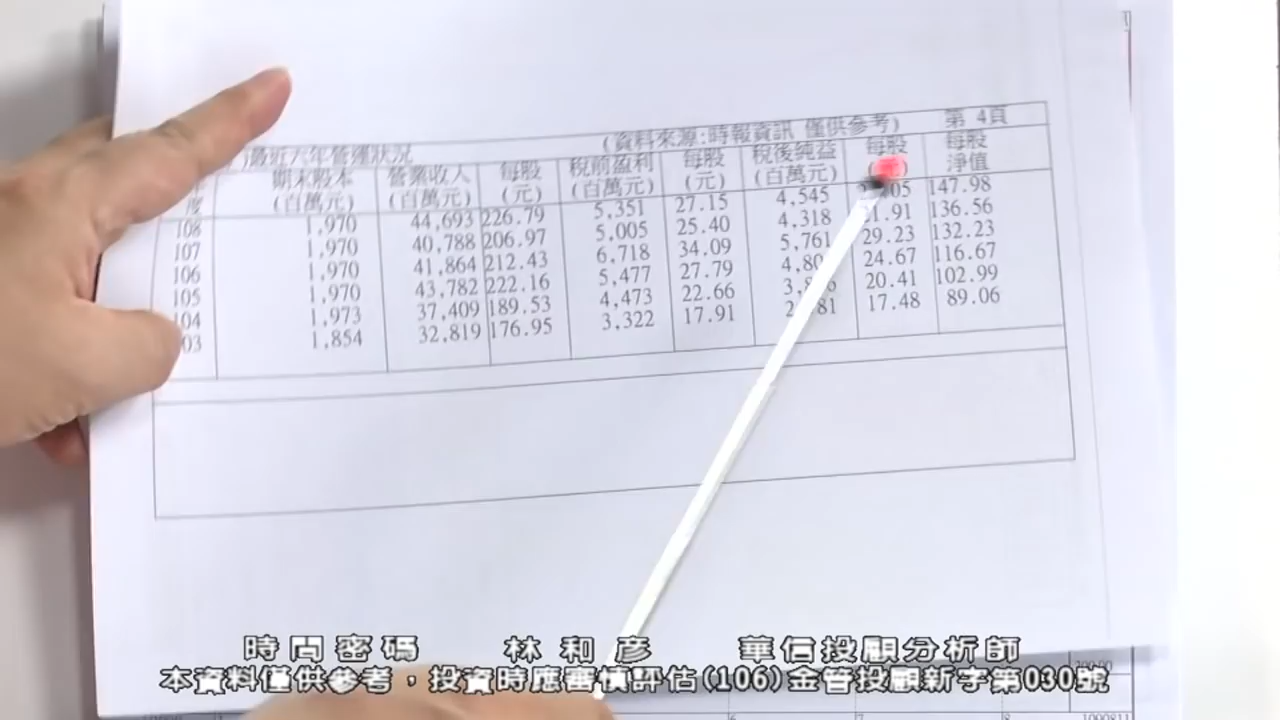 (資料來源:時報資訊 僅供參考) 第 4頁
)最近六年營運狀況
期末股本 營業收入 每股 稅前盈利 每股 稅後純益 每股 每股
度 (百萬元) (百萬元) (元) (百萬元) (元) (百萬元) 淨值
108 1,970 44,693 226.79 5,351 27.15 4,545 147.98
107 1,970 40,788 206.97 5,005 25.40 4,318 136.56
106 1,970 41,864 212.43 6,718 34.09 5,761 29.23 132.23
105 1,970 43,782 222.16 5,477 27.79 24.67 116.67
104 1,973 37,409 189.53 4,473 22.66 20.41 102.99
03 1,854 32,819 176.95 3,322 17.91 17.48 89.06
時間密碼 林和彥 華信投顧分析師
本資料僅供參考，投資時應審慎評估(106)金管投顧新字第030號